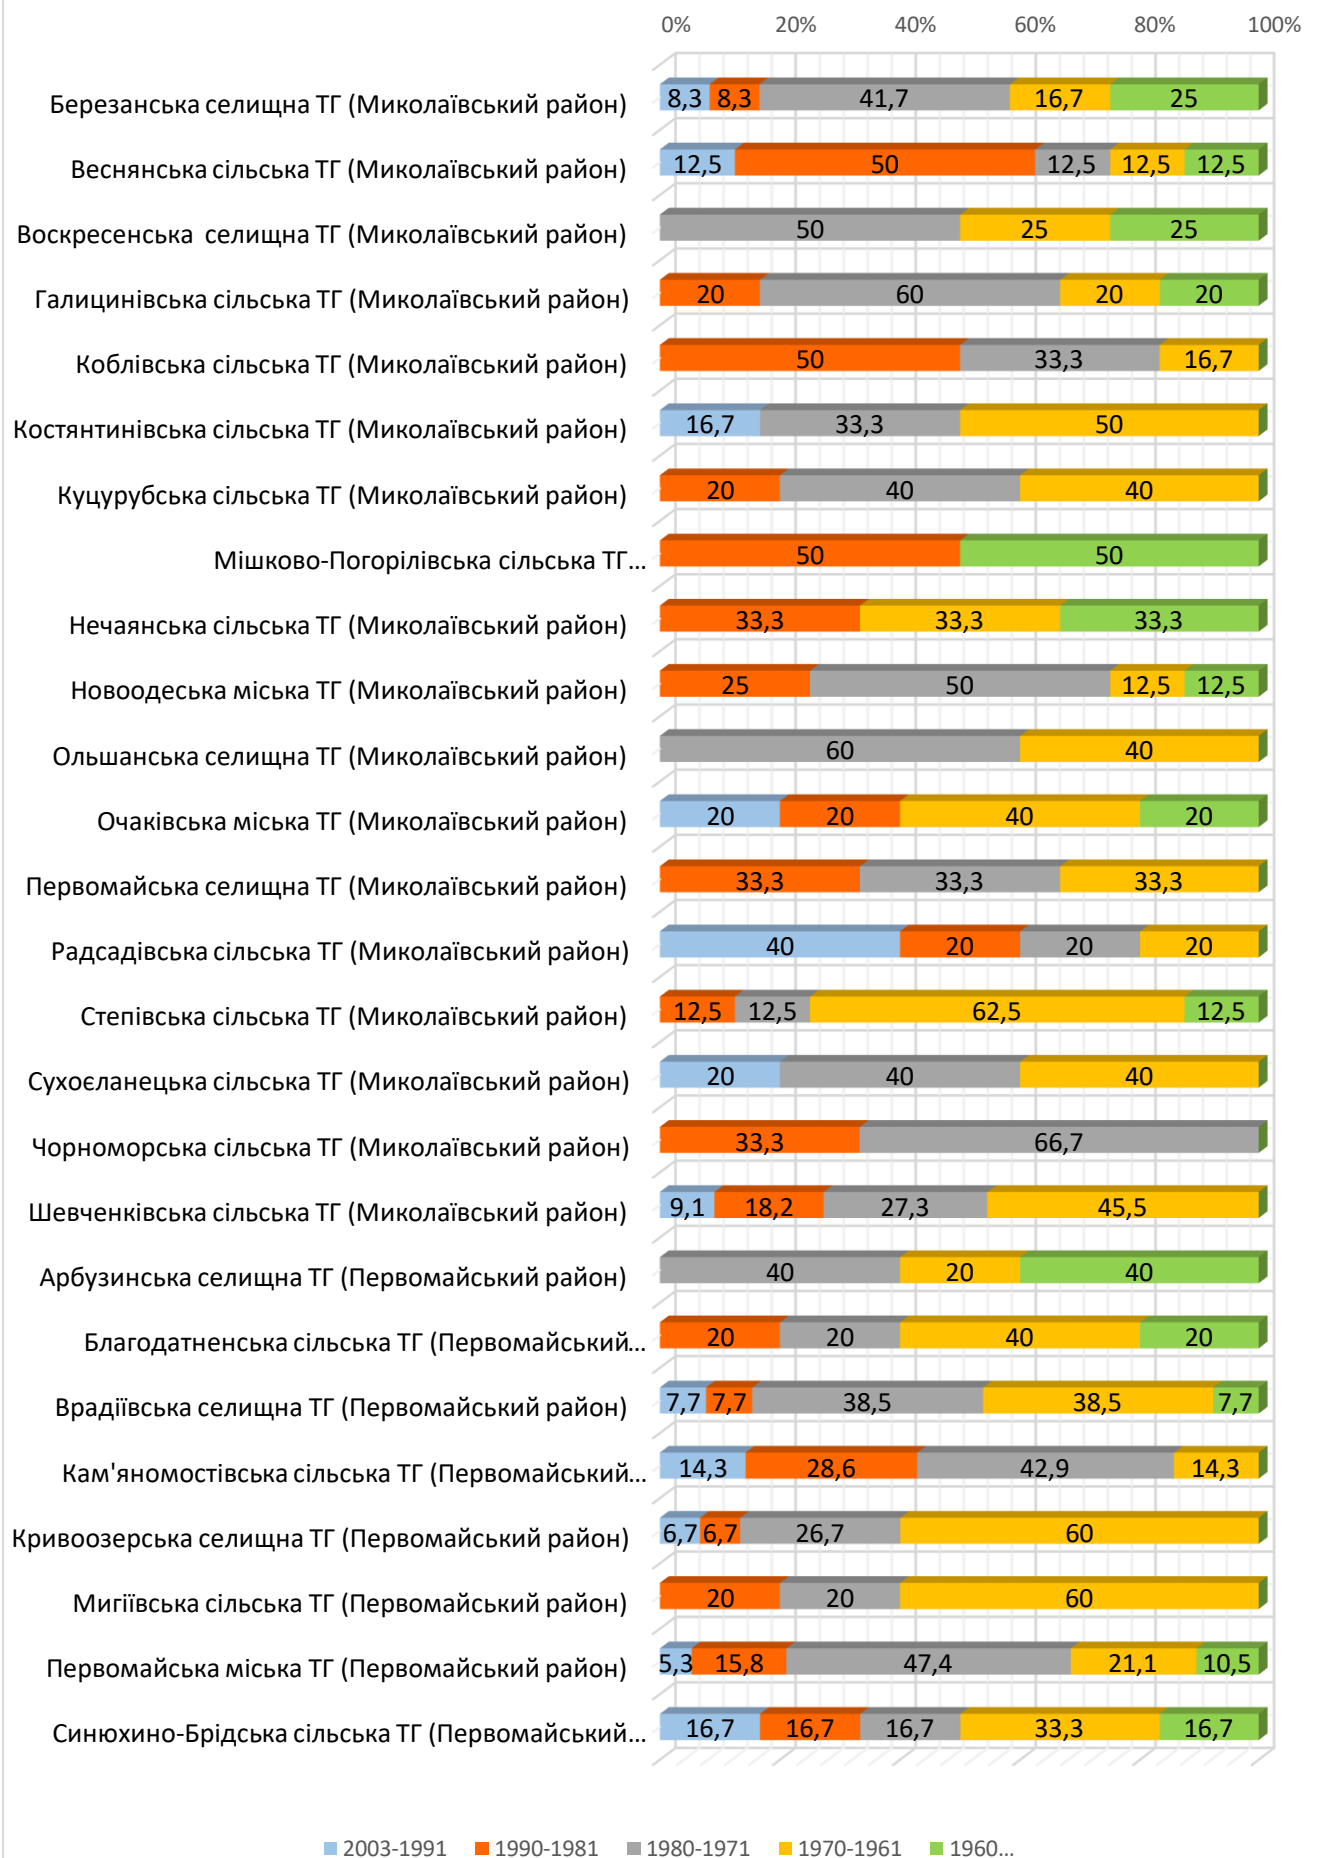 0% 20% 40% 60% 80% 100%
Березанська селищна ТГ (Миколаївський район) 8,3 8,3 41,7 16,7 25
Веснянська сільська ТГ (Миколаївський район) 12,5 50 12,5 12,5 12,5
Воскресенська селищна ТГ (Миколаївський район) 50 25 25
Галицинівська сільська ТГ (Миколаївський район) 20 60 20 20
Коблівська сільська ТГ (Миколаївський район) 50 33,3 16,7
Костянтинівська сільська ТГ (Миколаївський район) 16,7 33,3 50
Куцурубська сільська ТГ (Миколаївський район) 20 40 40
Мішково-Погорілівська сільська ТГ... 50 50
Нечаянська сільська ТГ (Миколаївський район) 33,3 33,3 33,3
Новоодеська міська ТГ (Миколаївський район) 25 50 12,5 12,5
Ольшанська селищна ТГ (Миколаївський район) 60 40
Очаківська міська ТГ (Миколаївський район) 20 20 40 20
Первомайська селищна ТГ (Миколаївський район) 33,3 33,3 33,3
Радсадівська сільська ТГ (Миколаївський район) 40 20 20 20
Степівська сільська ТГ (Миколаївський район) 12,5 12,5 62,5 12,5
Сухоєланецька сільська ТГ (Миколаївський район) 20 40 40
Чорноморська сільська ТГ (Миколаївський район) 33,3 66,7
Шевченківська сільська ТГ (Миколаївський район) 9,1 18,2 27,3 45,5
Арбузинська селищна ТГ (Первомайський район) 40 20 40
Благодатненська сільська ТГ (Первомайський... 20 20 40 20
Врадіївська селищна ТГ (Первомайський район) 7,7 7,7 38,5 38,5 7,7
Кам'яномостівська сільська ТГ (Первомайський... 14,3 28,6 42,9 14,3
Кривоозерська селищна ТГ (Первомайський район) 6,7 6,7 26,7 60
Мигіївська сільська ТГ (Первомайський район) 20 20 60
Первомайська міська ТГ (Первомайський район) 5,3 15,8 47,4 21,1 10,5
Синюхино-Брідська сільська ТГ (Первомайський... 16,7 16,7 16,7 33,3 16,7
2003-1991 1990-1981 1980-1971 1970-1961 1960...